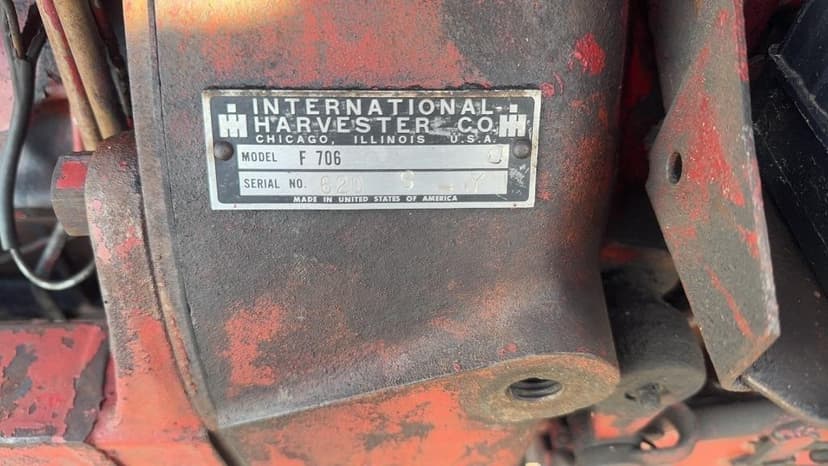 INTERNATIONAL
HARVESTER CO.
CHICAGO, ILLINOIS U.S.A.
MODEL F 706
SERIAL NO. S Y
MADE IN UNITED STATES OF AMERICA